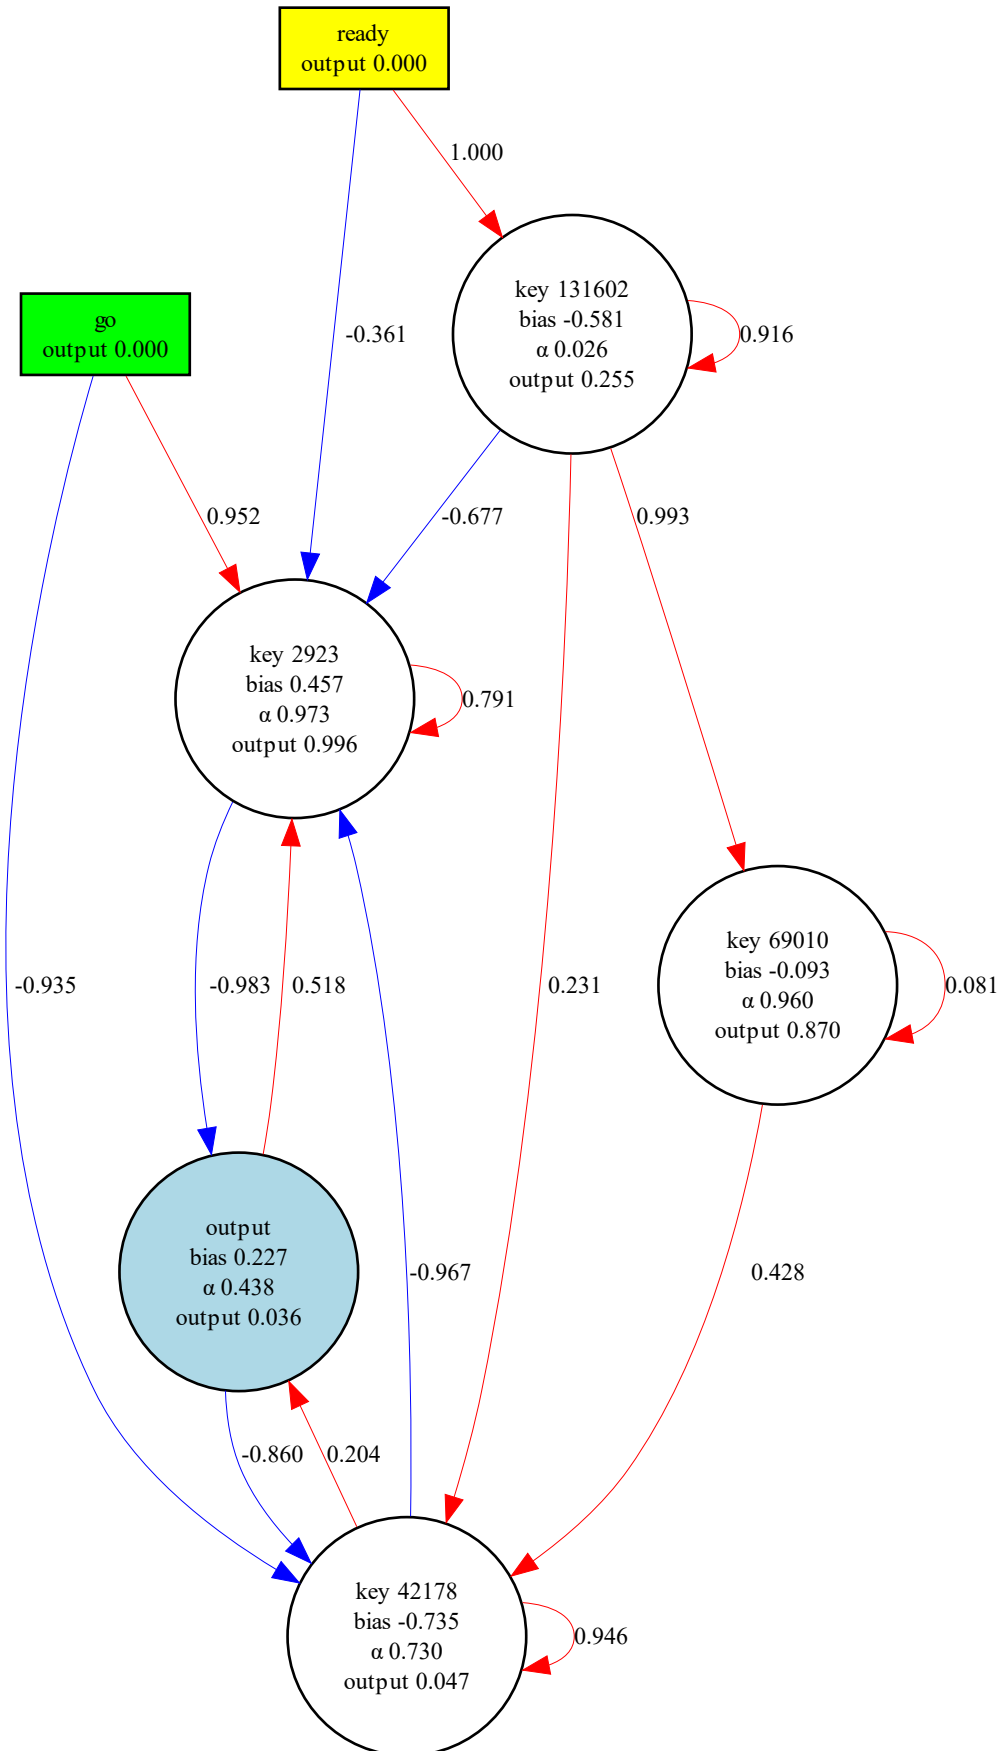 ready
output 0.000
1.000
key 131602
bias -0.581
α 0.026
output 0.255
0.916
-0.361
go
output 0.000
0.952
-0.677
0.993
key 2923
bias 0.457
α 0.973
output 0.996
0.791
key 69010
bias -0.093
α 0.960
output 0.870
0.081
-0.935
-0.983
0.518
0.231
output
bias 0.227
α 0.438
output 0.036
-0.967
0.428
-0.860
0.204
key 42178
bias -0.735
α 0.730
output 0.047
0.946